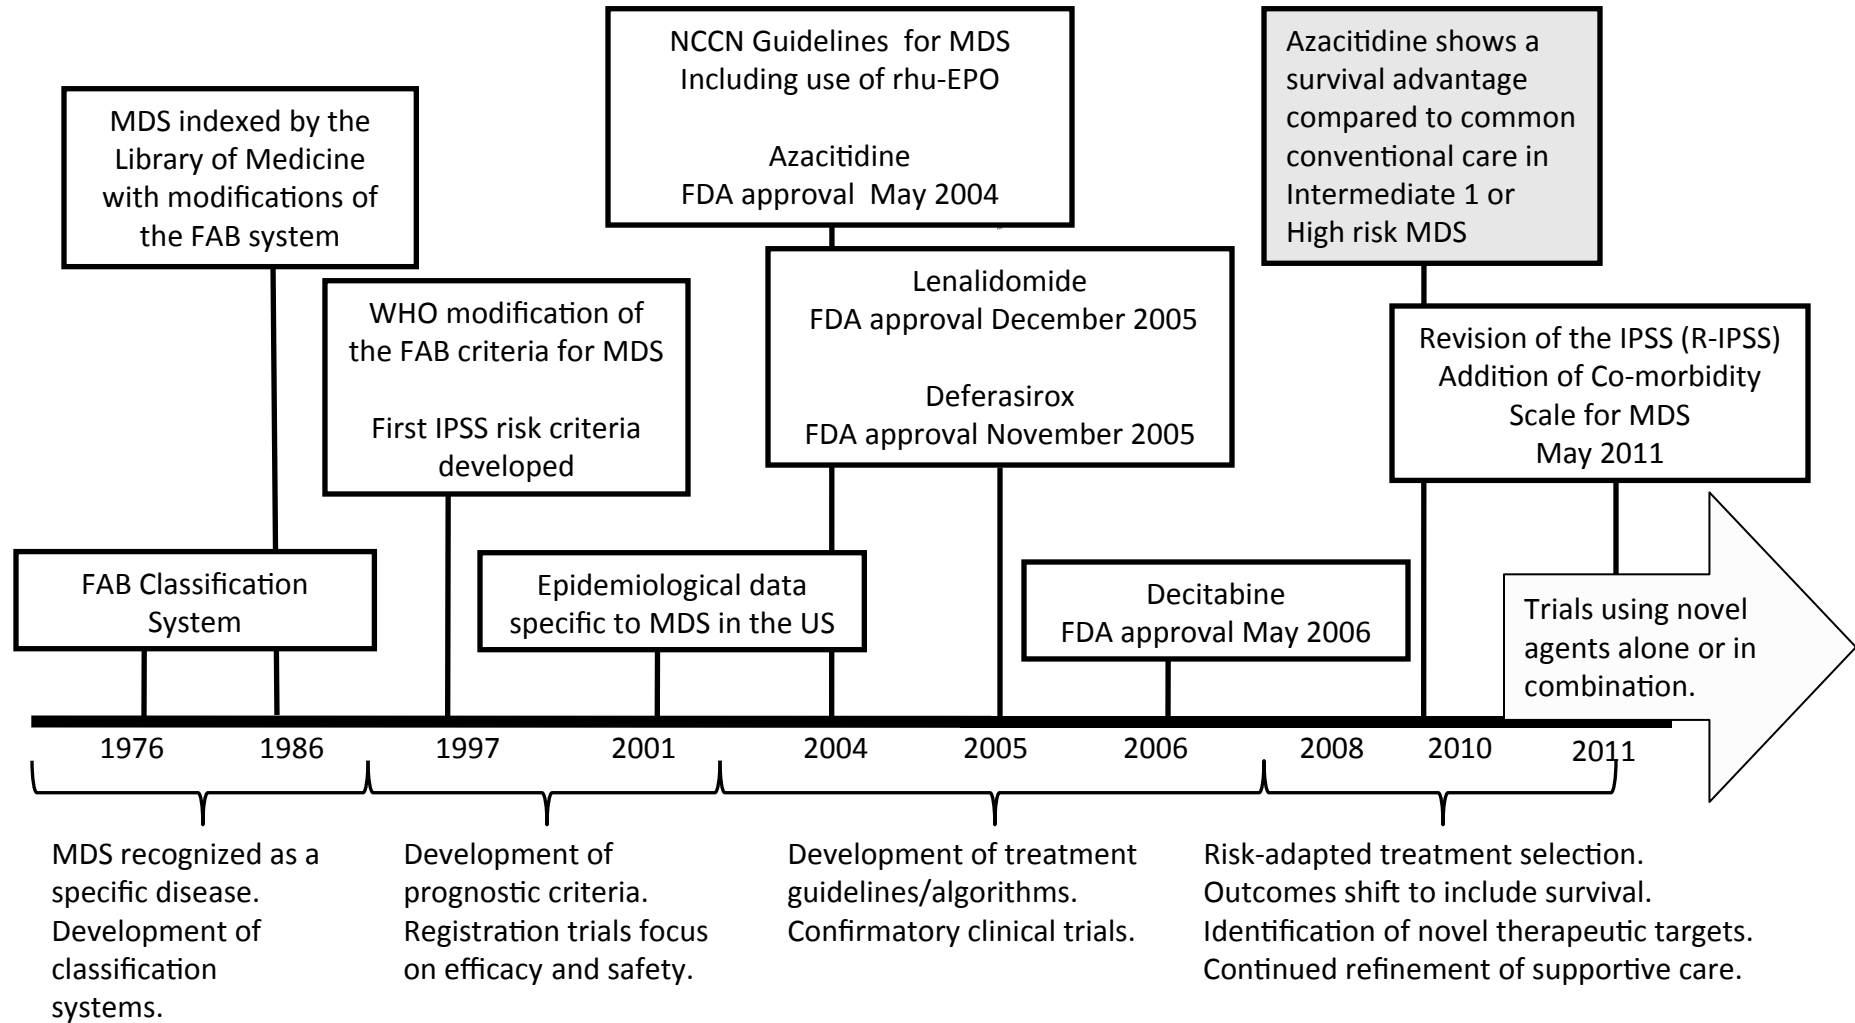 NCCN Guidelines for MDS
Including use of rhu-EPO
Azacitidine
FDA approval May 2004
Azacitidine shows a
survival advantage
compared to common
conventional care in
Intermediate 1 or
High risk MDS
MDS indexed by the
Library of Medicine
with modifications of
the FAB system
WHO modification of
the FAB criteria for MDS
First IPSS risk criteria
developed
Lenalidomide
FDA approval December 2005
Deferasirox
FDA approval November 2005
Revision of the IPSS (R-IPSS)
Addition of Co-morbidity
Scale for MDS
May 2011
FAB Classification
System
Epidemiological data
specific to MDS in the US
Decitabine
FDA approval May 2006
Trials using novel
agents alone or in
combination.
1976 1986 1997 2001 2004 2005 2006 2008 2010 2011
MDS recognized as a
specific disease.
Development of
classification
systems.
Development of
prognostic criteria.
Registration trials focus
on efficacy and safety.
Development of treatment
guidelines/algorithms.
Confirmatory clinical trials.
Risk-adapted treatment selection.
Outcomes shift to include survival.
Identification of novel therapeutic targets.
Continued refinement of supportive care.